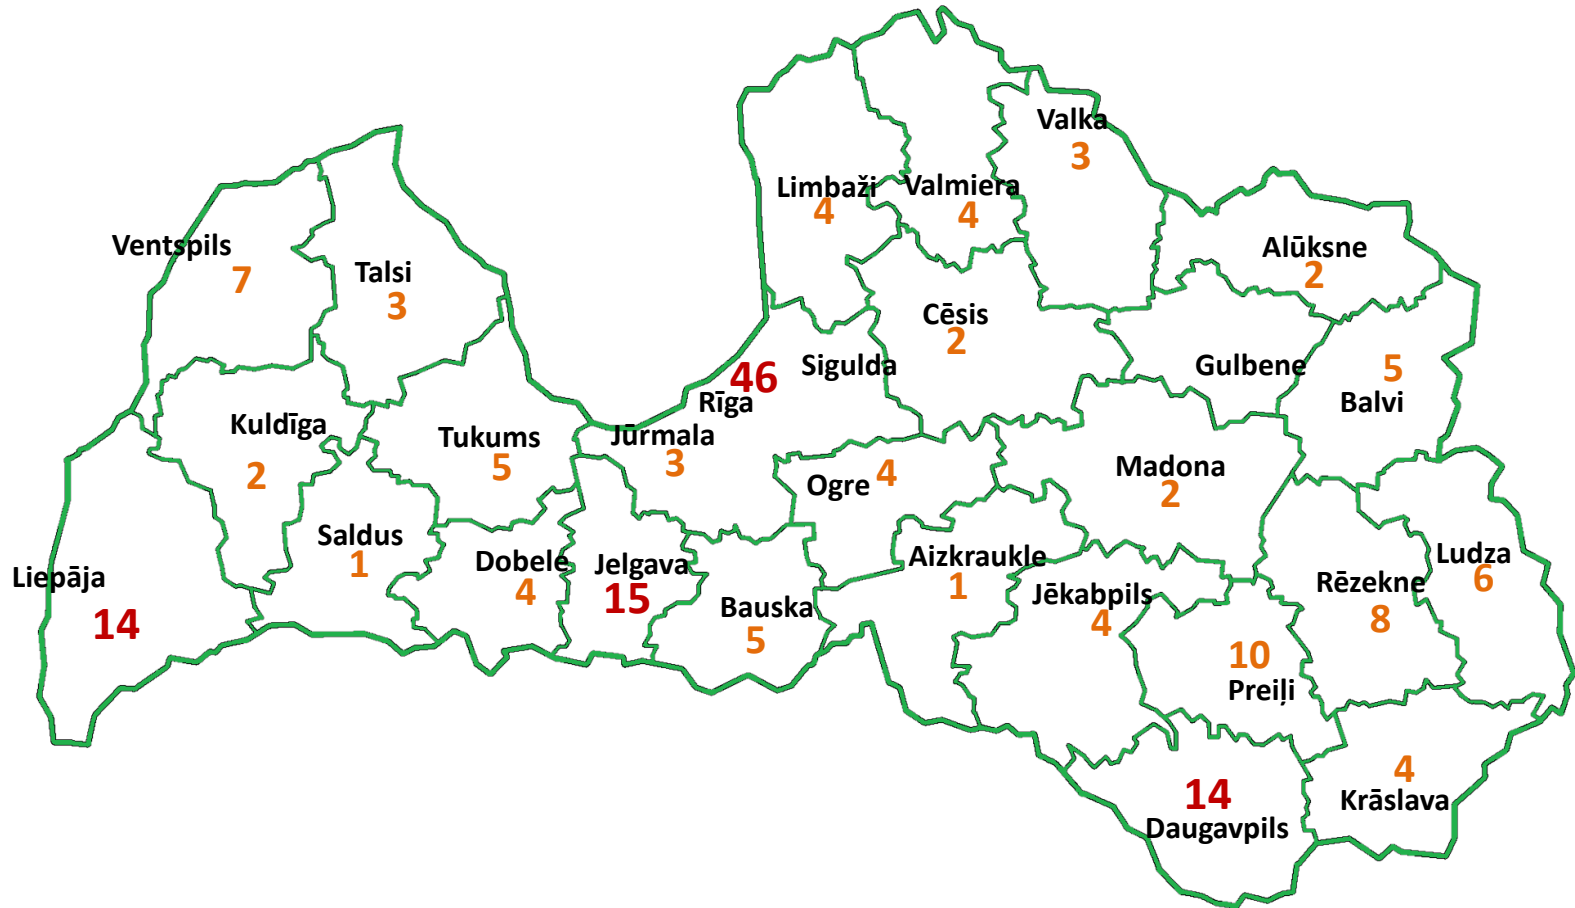 Valka
3
Limbaži
4
Valmiera
4
Ventspils
7
Talsi
3
Alūksne
2
Cēsis
2
46
Rīga
Sigulda
Gulbene
5
Balvi
Kuldīga
2
Tukums
5
Jūrmala
3
Ogre
4
Madona
2
Saldus
1
Dobele
4
Jelgava
15
Bauska
5
Aizkraukle
1
Jēkabpils
4
Rēzekne
8
Ludza
6
Liepāja
14
10
Preiļi
14
Daugavpils
4
Krāslava